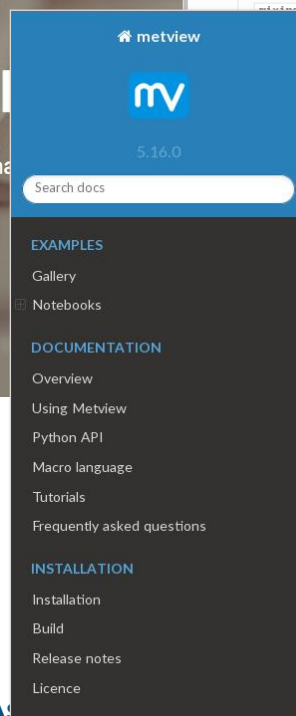 metview
mv
5.16.0
Search docs
EXAMPLES
Gallery
Notebooks
DOCUMENTATION
Overview
Using Metview
Python API
Macro language
Tutorials
Frequently asked questions
INSTALLATION
Installation
Build
Release notes
Licence